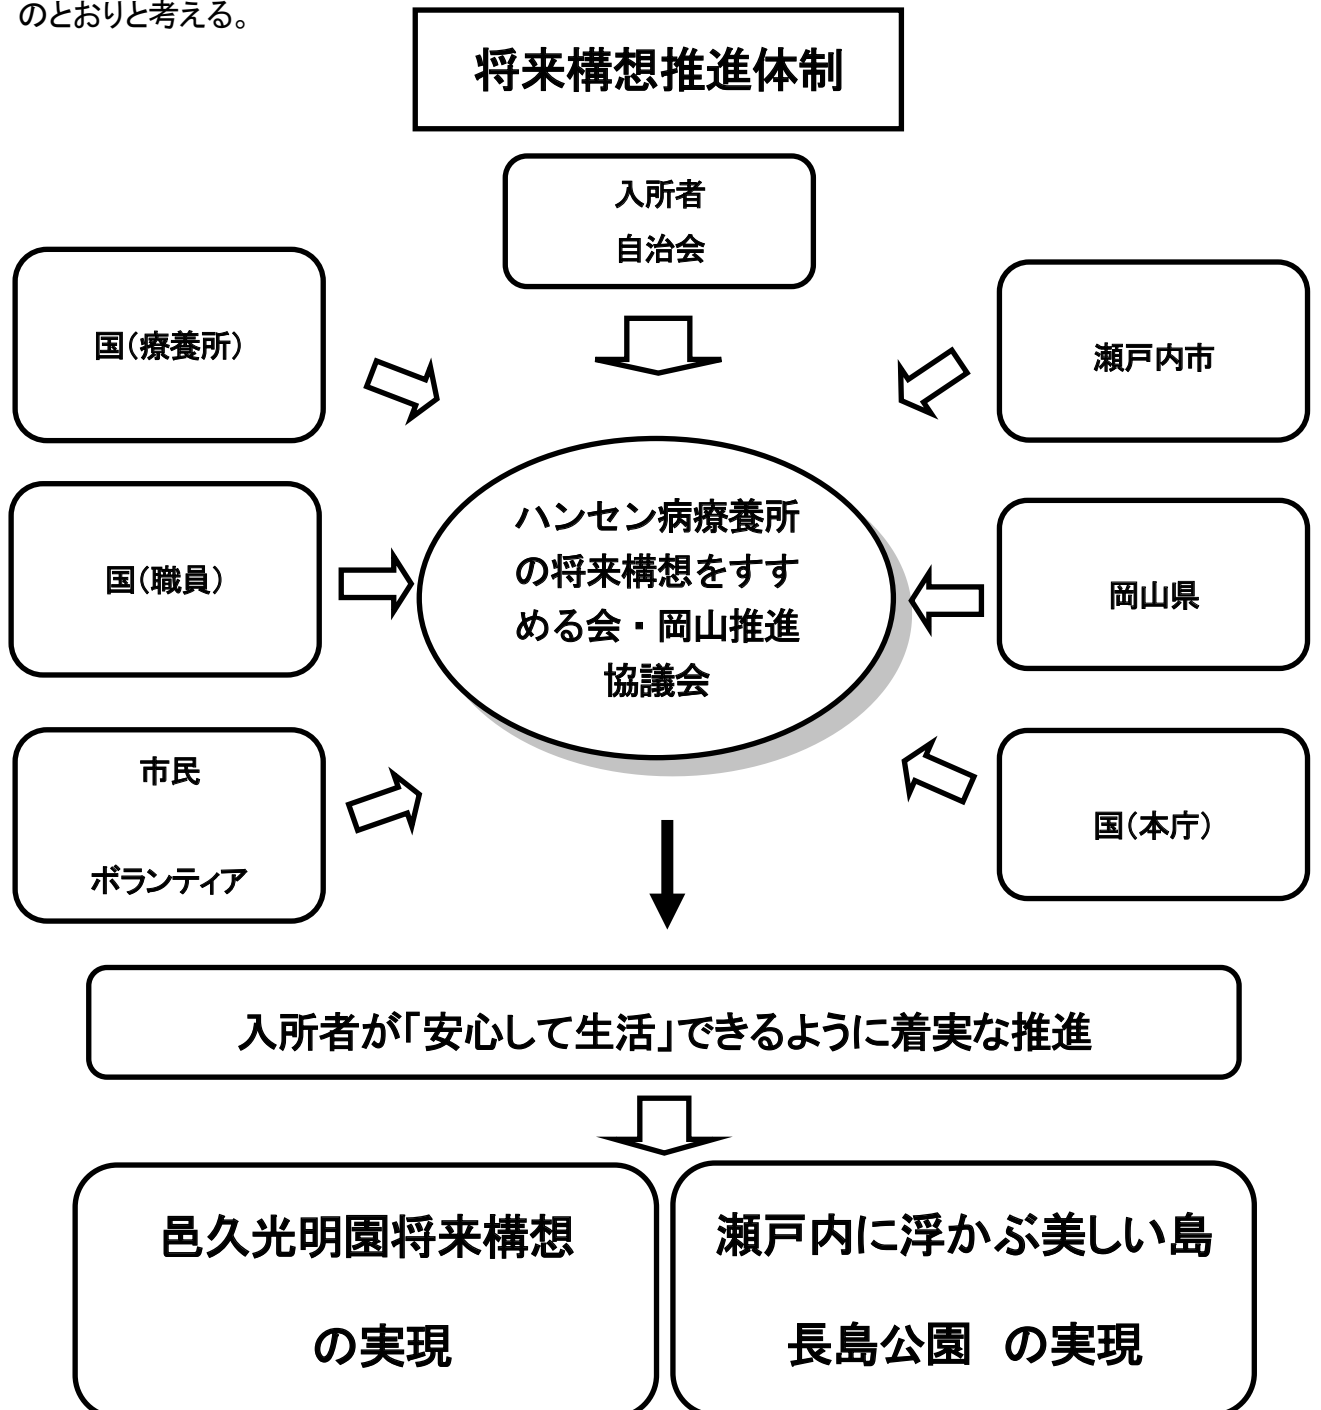 のとおりと考える。
将来構想推進体制
入所者
自治会
国（療養所）
瀬戸内市
国（職員）
ハンセン病療養所
の将来構想をすす
める会・岡山推進
協議会
岡山県
市民
ボランティア
国（本庁）
入所者が「安心して生活」できるように着実な推進
邑久光明園将来構想
の実現
瀬戸内に浮かぶ美しい島
長島公園　の実現